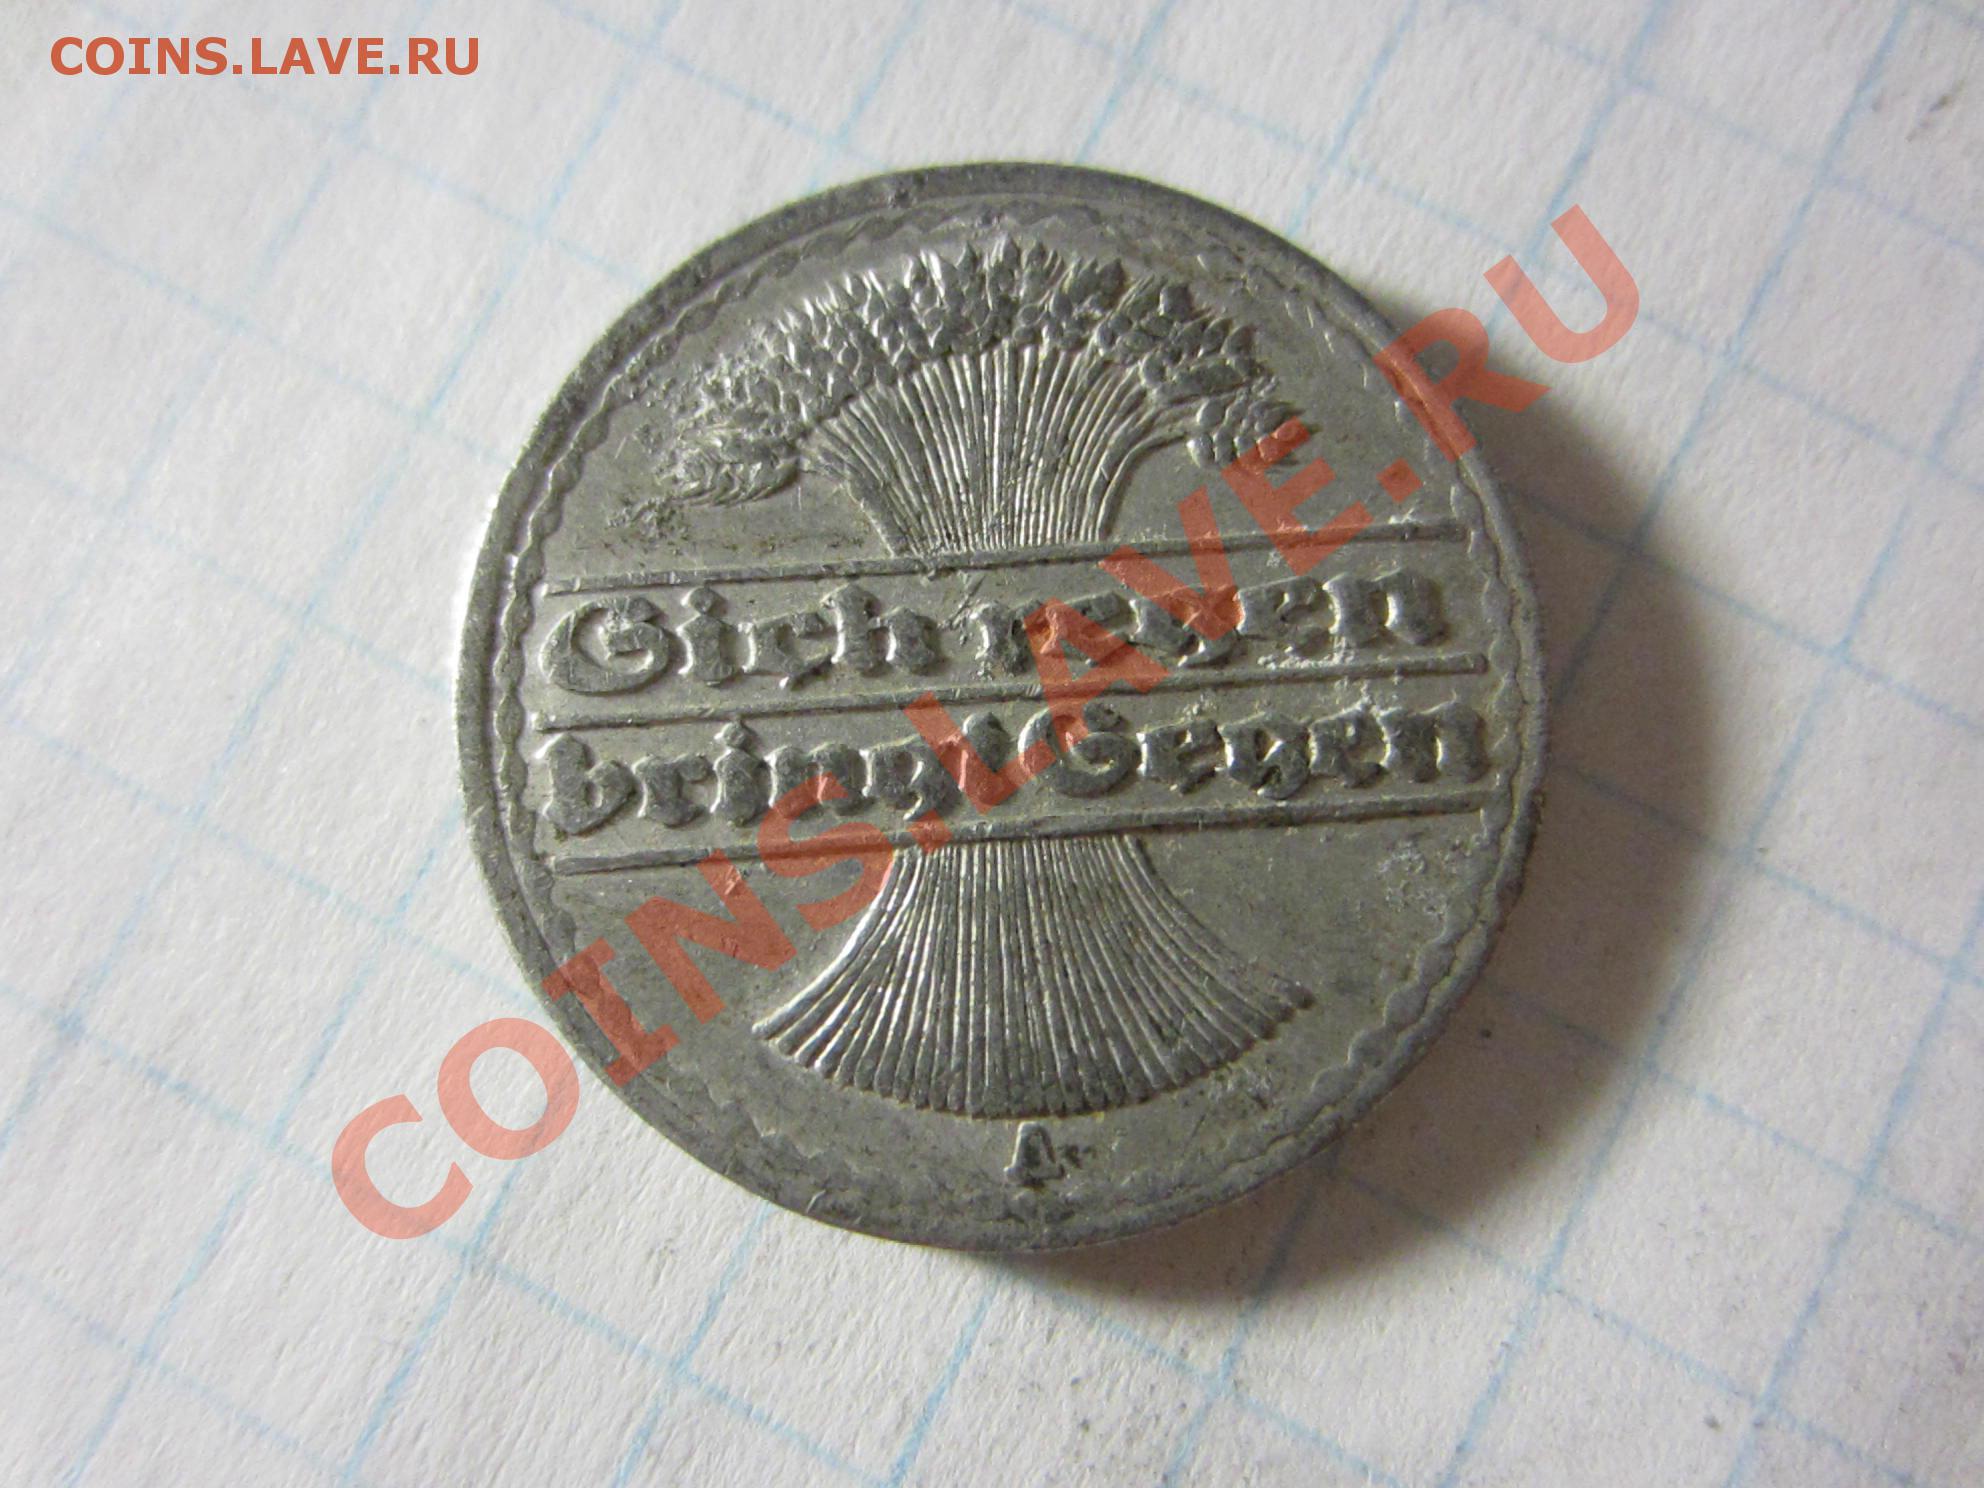 COINS.LAVE.RU
Sich regen
bringt Segen
A
COINS.LAVE.RU